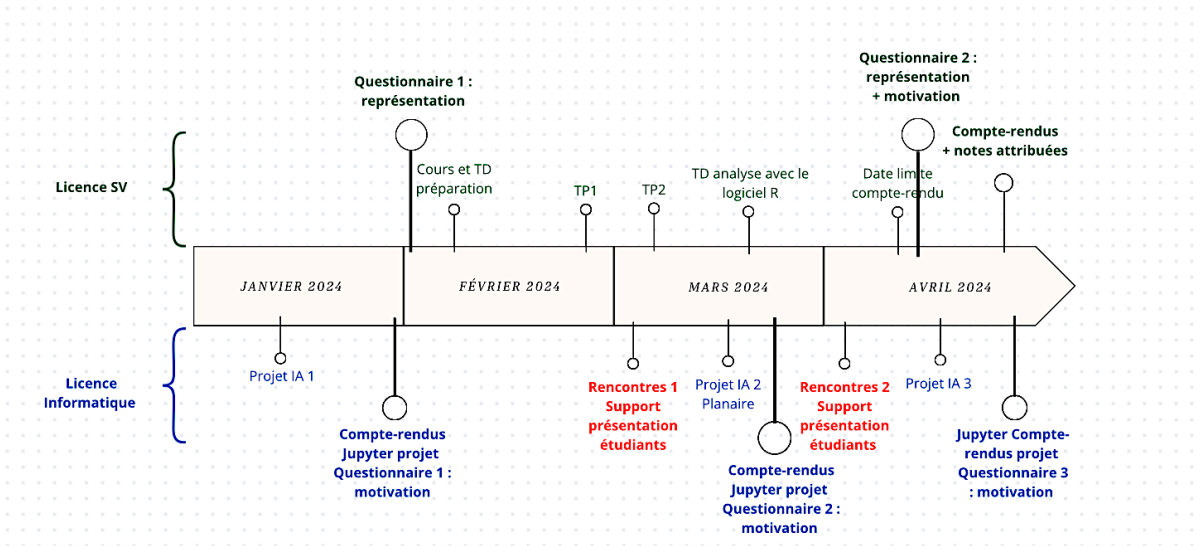 Questionnaire 1 :
représentation
Questionnaire 2 :
représentation
+ motivation
Compte-rendu
+ notes attribuées
Licence SV
Cours et TD
préparation
TP1
TP2
TD analyse avec le
logiciel R
Date limite
compte-rendu
JANVIER 2024
FÉVRIER 2024
MARS 2024
AVRIL 2024
Licence
Informatique
Projet IA 1
Compte-rendus
Jupyter projet
Questionnaire 1 :
motivation
Rencontres 1
Support
présentation
étudiants
Projet IA 2
Planaire
Compte-rendus
Jupyter projet
Questionnaire 2 :
motivation
Rencontres 2
Support
présentation
étudiants
Projet IA 3
Jupyter Compte-
rendus projet
Questionnaire 3
: motivation